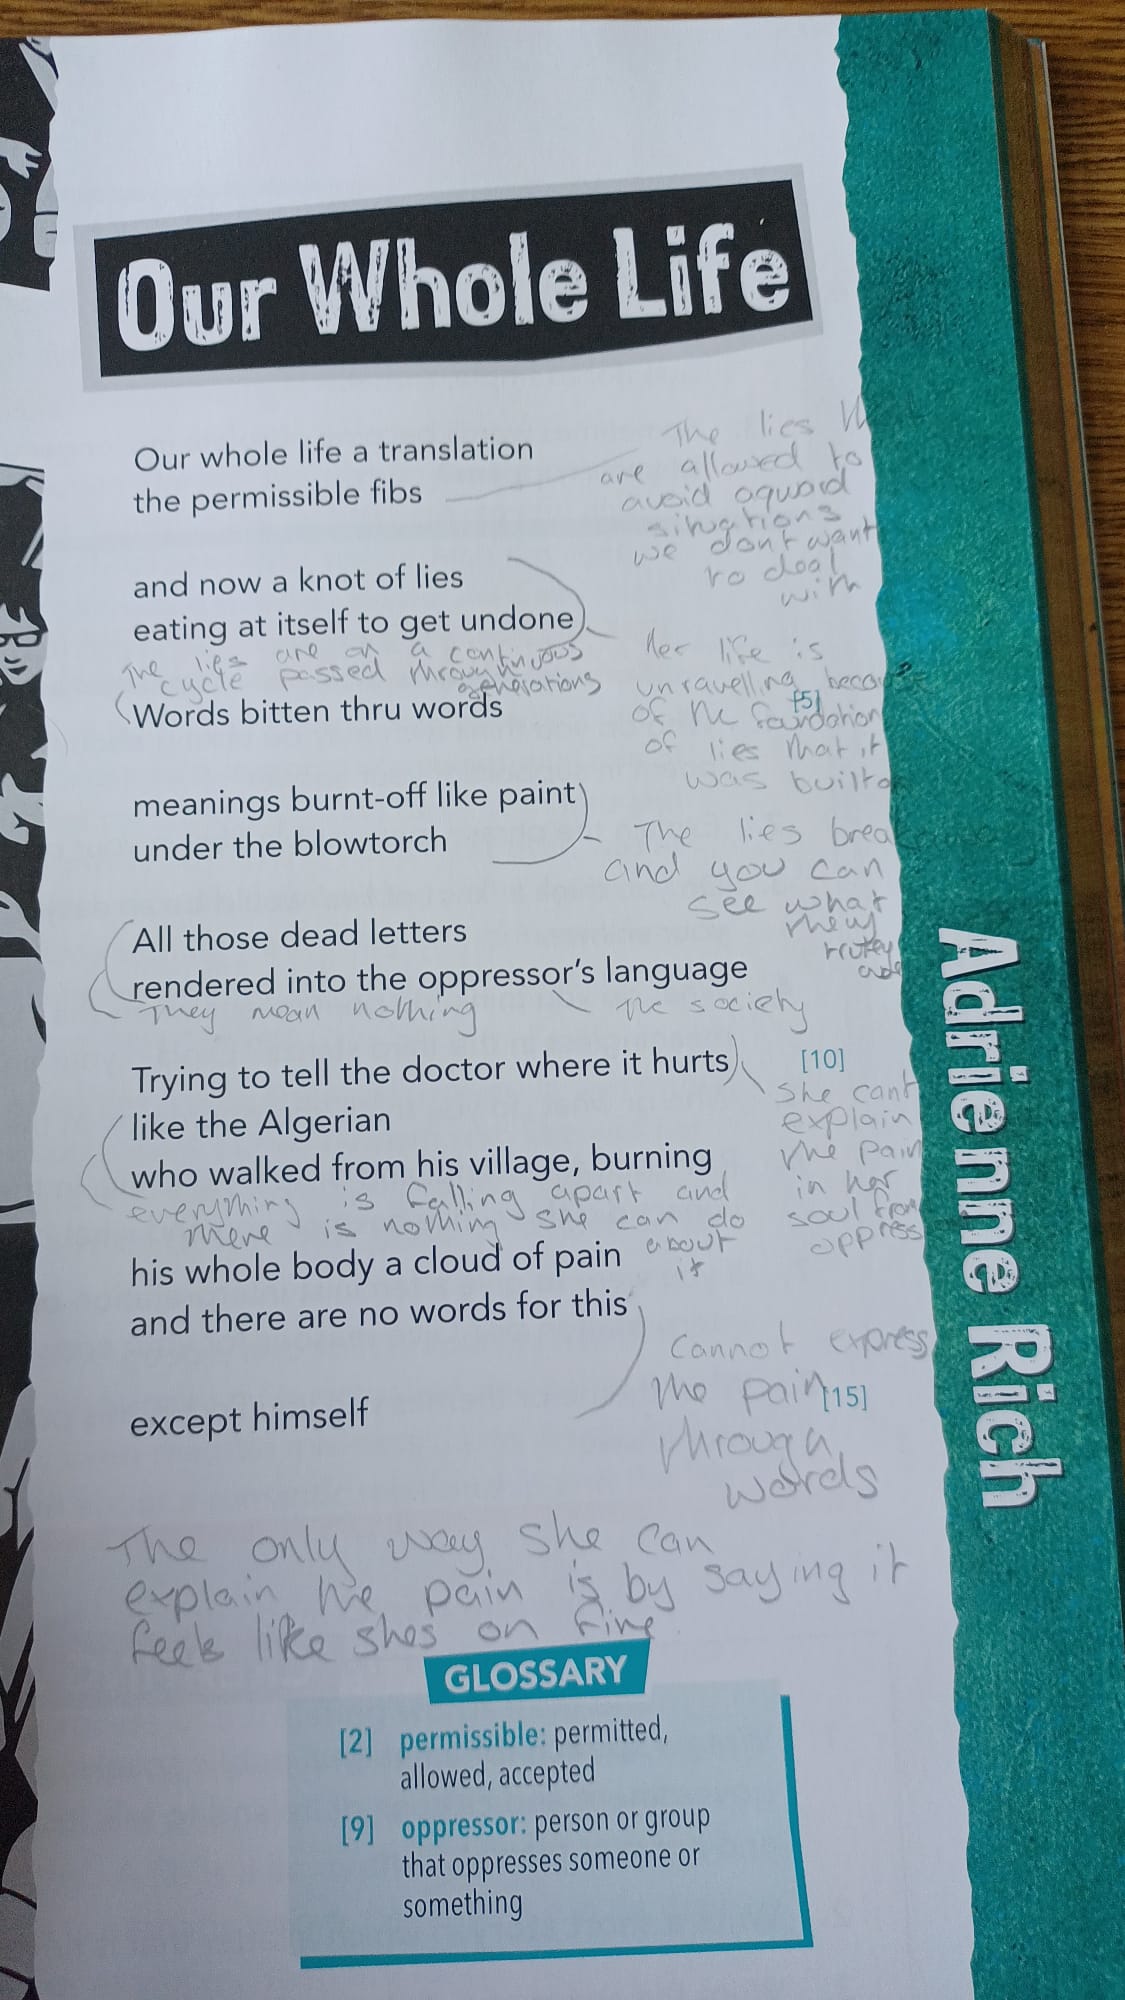 Our Whole Life
Our whole life a translation
the permissible fibs
The lies
are allowed to
avoid aquoid
situations
we don't want
to deal
with
and now a knot of lies
eating at itself to get undone
The lies are on a continuous
cycle passed through
generations
Her life is
unravelling
of the foundation
of lies that it
was built
[5]
Words bitten thru words
meanings burnt-off like paint
under the blowtorch
The lies
and you can
see what
they
All those dead letters
rendered into the oppressor's language
They mean nothing
the society
Trying to tell the doctor where it hurts
[10]
like the Algerian
who walked from his village, burning
She can't
explain
the pain
in her
soul from
everything is falling apart and
there is nothing she can do
about
it
his whole body a cloud of pain
and there are no words for this
cannot express
the pain
through
words
[15]
except himself
The only way she can
explain the pain is by saying it
feels like shes on fire
Adrienne Rich
GLOSSARY
[2] permissible: permitted,
allowed, accepted
[9] oppressor: person or group
that oppresses someone or
something